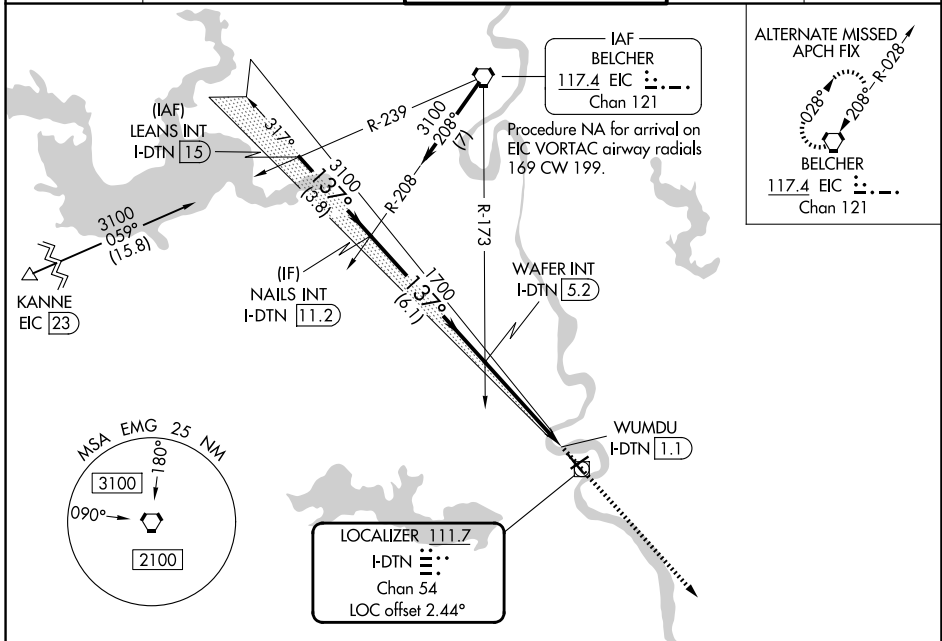 IAF
BELCHER
117.4 EIC
Chan 121
Procedure NA for arrival on
EIC VORTAC airway radials
169 CW 199.
ALTERNATE MISSED
APCH FIX
R-028
208°
028°
BELCHER
117.4 EIC
Chan 121
(IAF)
LEANS INT
I-DTN 15
317°
R-239
3100
208°
(7)
R-208
R-173
3100
137°
(3.8)
3100
059°
(15.8)
KANNE
EIC 23
(IF)
NAILS INT
I-DTN 11.2
1700
137°
(6.1)
WAFER INT
I-DTN 5.2
WUMDU
I-DTN 1.1
MSA EMG 25 NM
180°
3100
090°
2100
LOCALIZER 111.7
I-DTN
Chan 54
LOC offset 2.44°